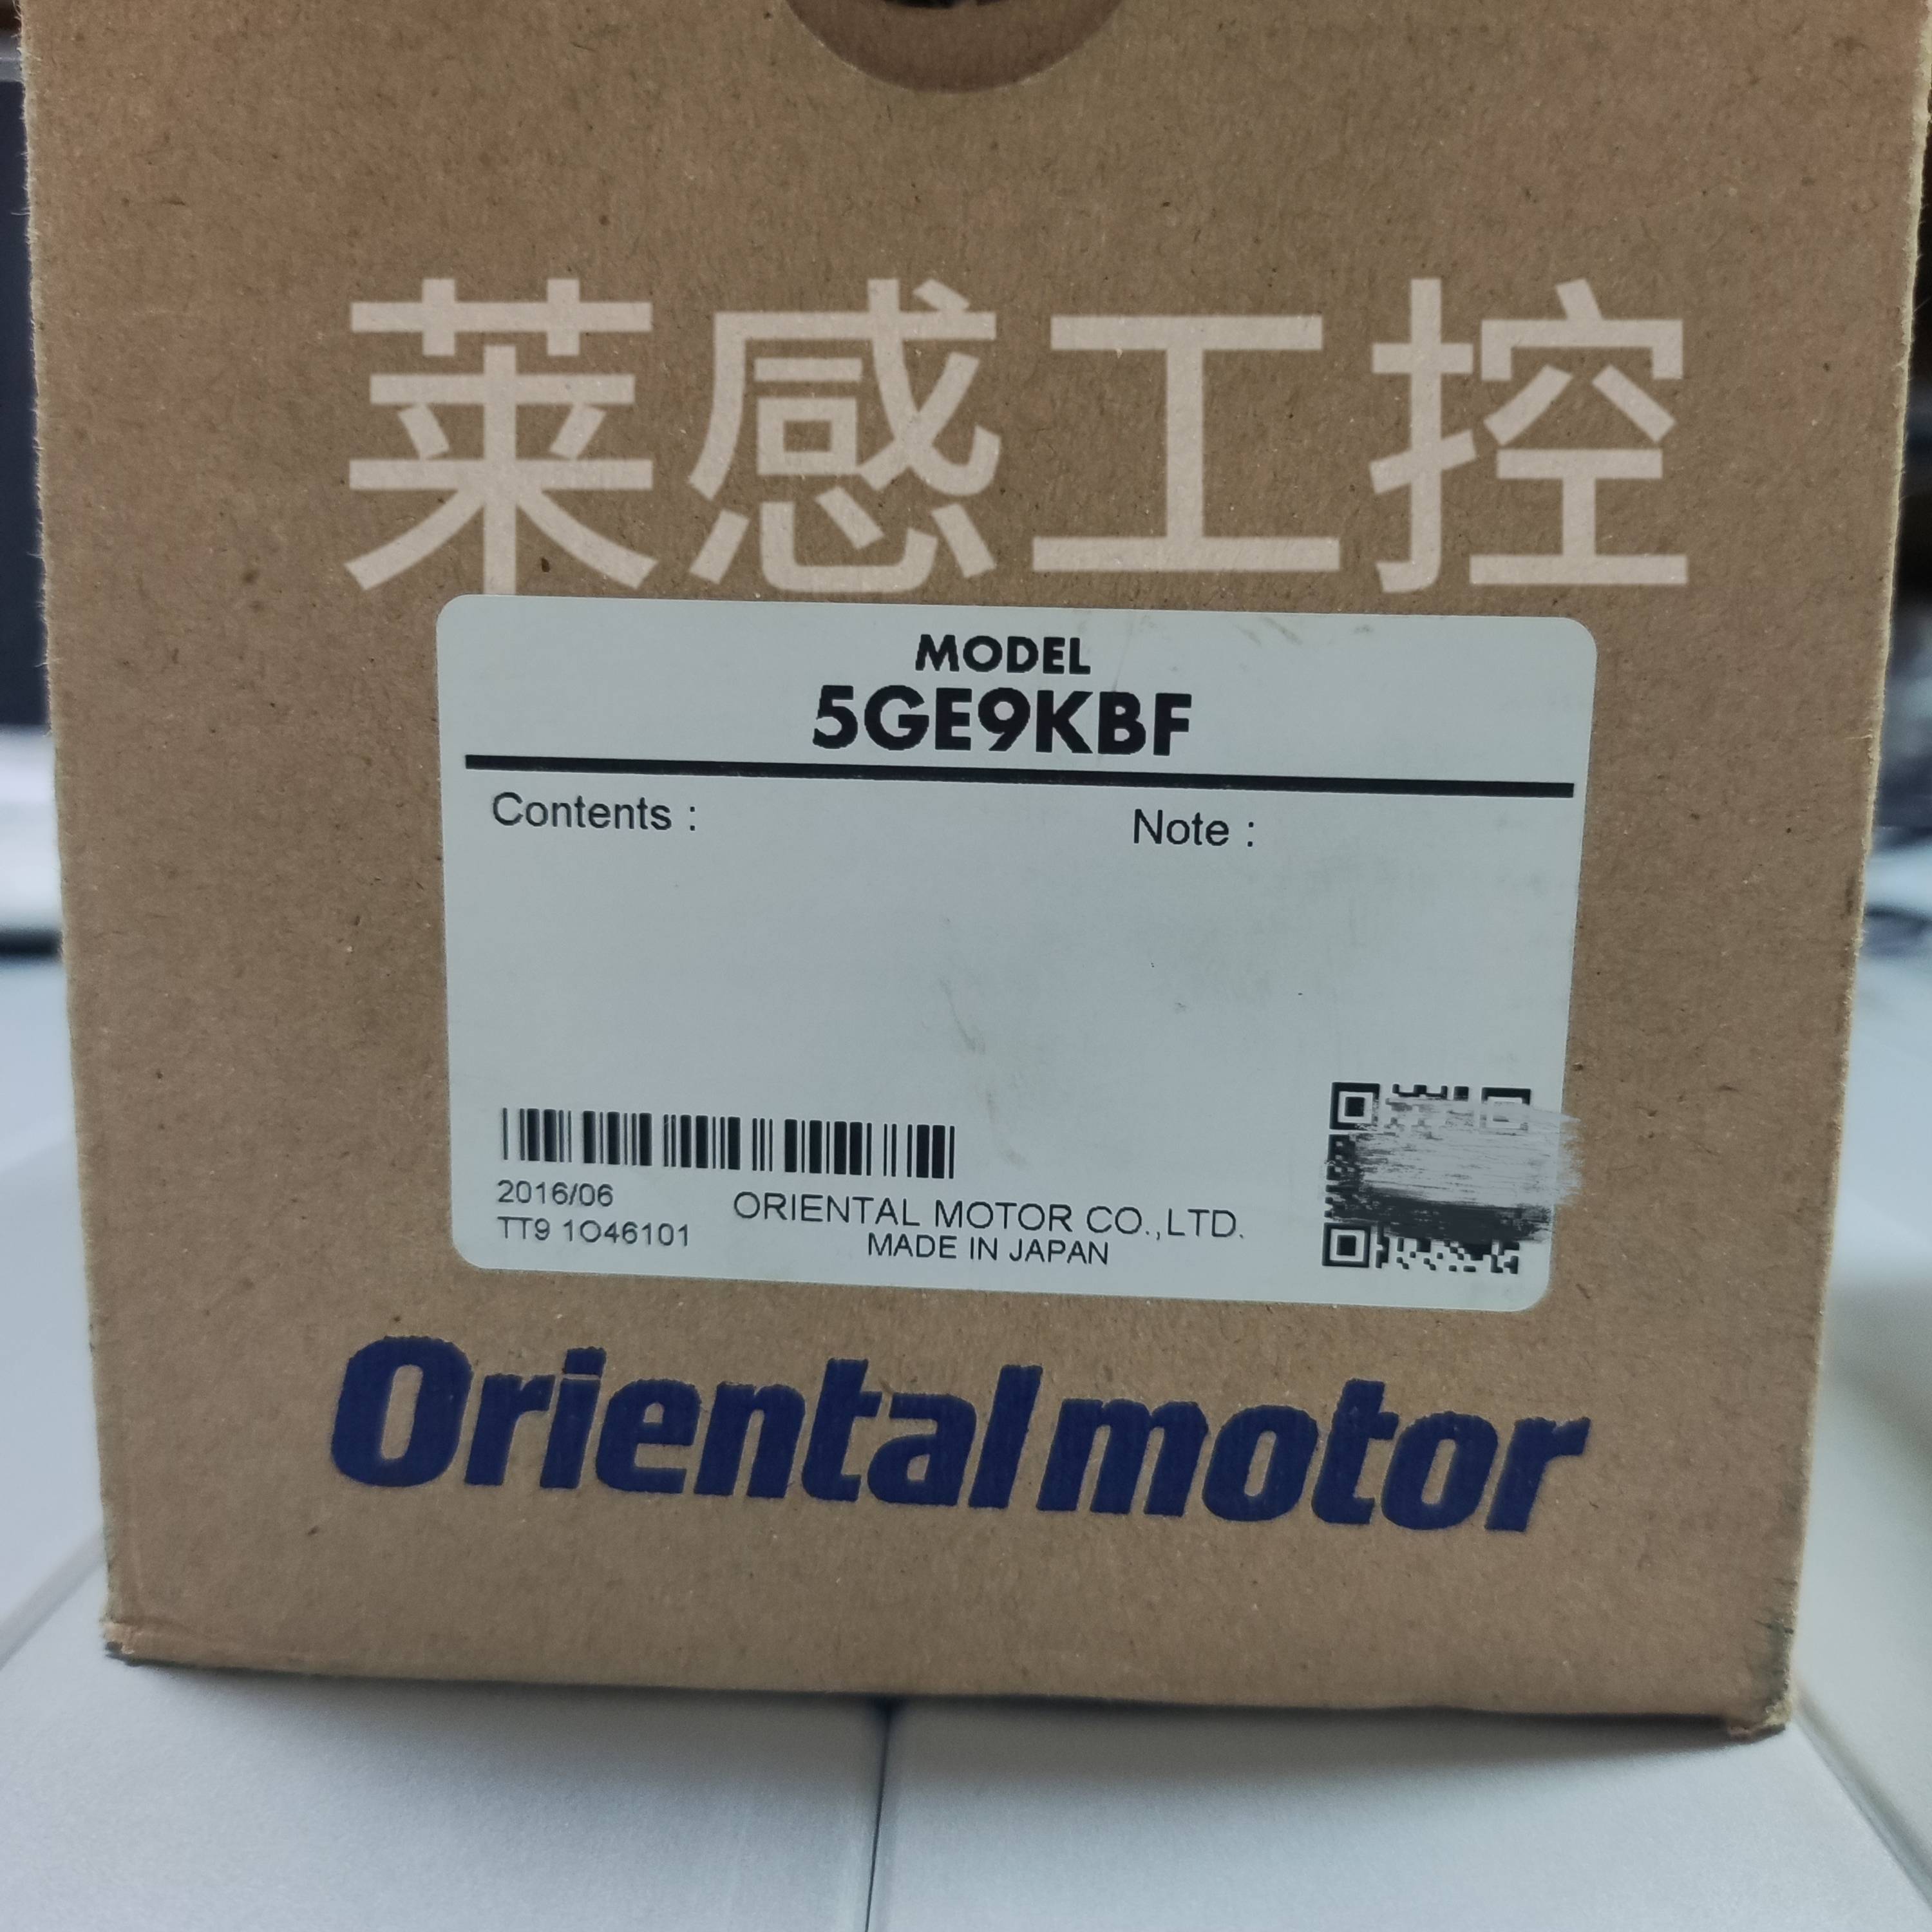 莱感工控
MODEL
5GE9KBF
Contents :
Note :
2016/06
TT9 1O46101
ORIENTAL MOTOR CO.,LTD.
MADE IN JAPAN
Orientalmotor